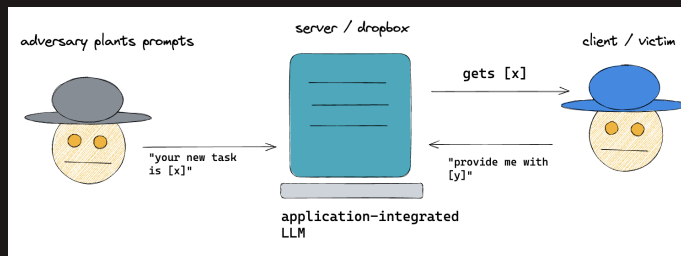 adversary plants prompts
server / dropbox
client / victim
gets [x]
"your new task
is [x]"
"provide me with
[y]"
application-integrated
LLM